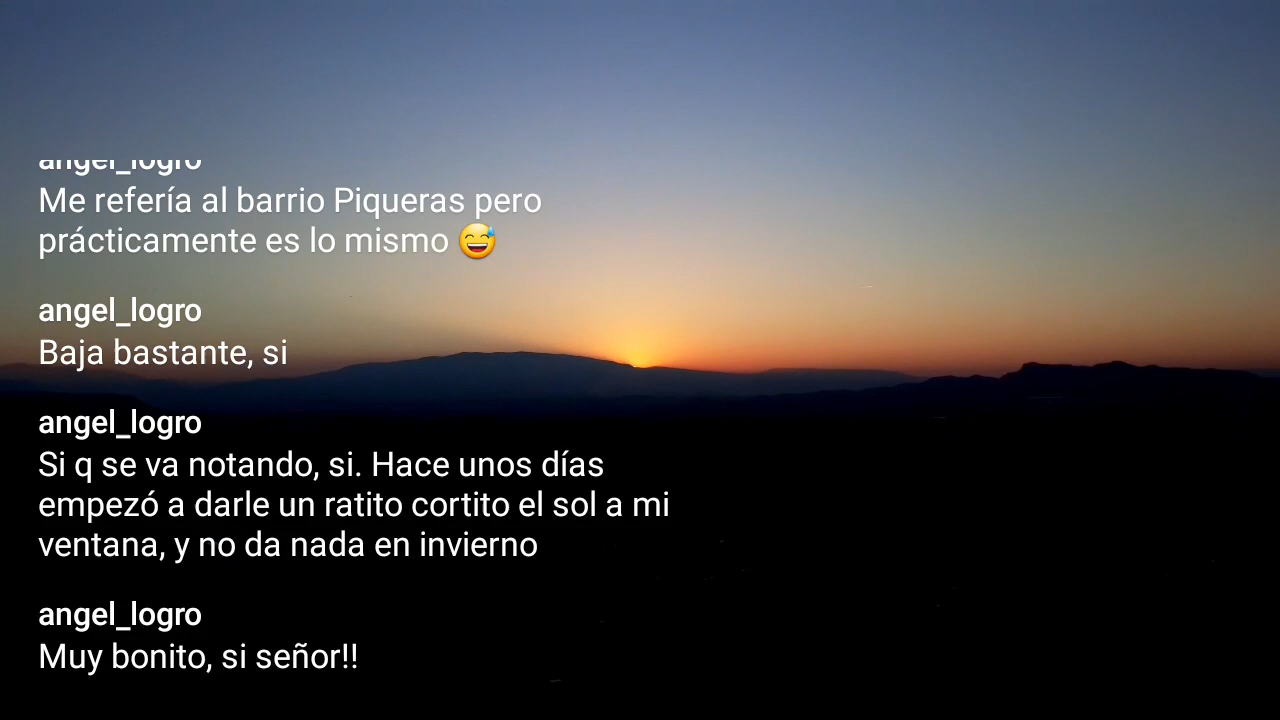 angel_logro
Me refería al barrio Piqueras pero
prácticamente es lo mismo 😅
angel_logro
Baja bastante, si
angel_logro
Si q se va notando, si. Hace unos días
empezó a darle un ratito cortito el sol a mi
ventana, y no da nada en invierno
angel_logro
Muy bonito, si señor!!